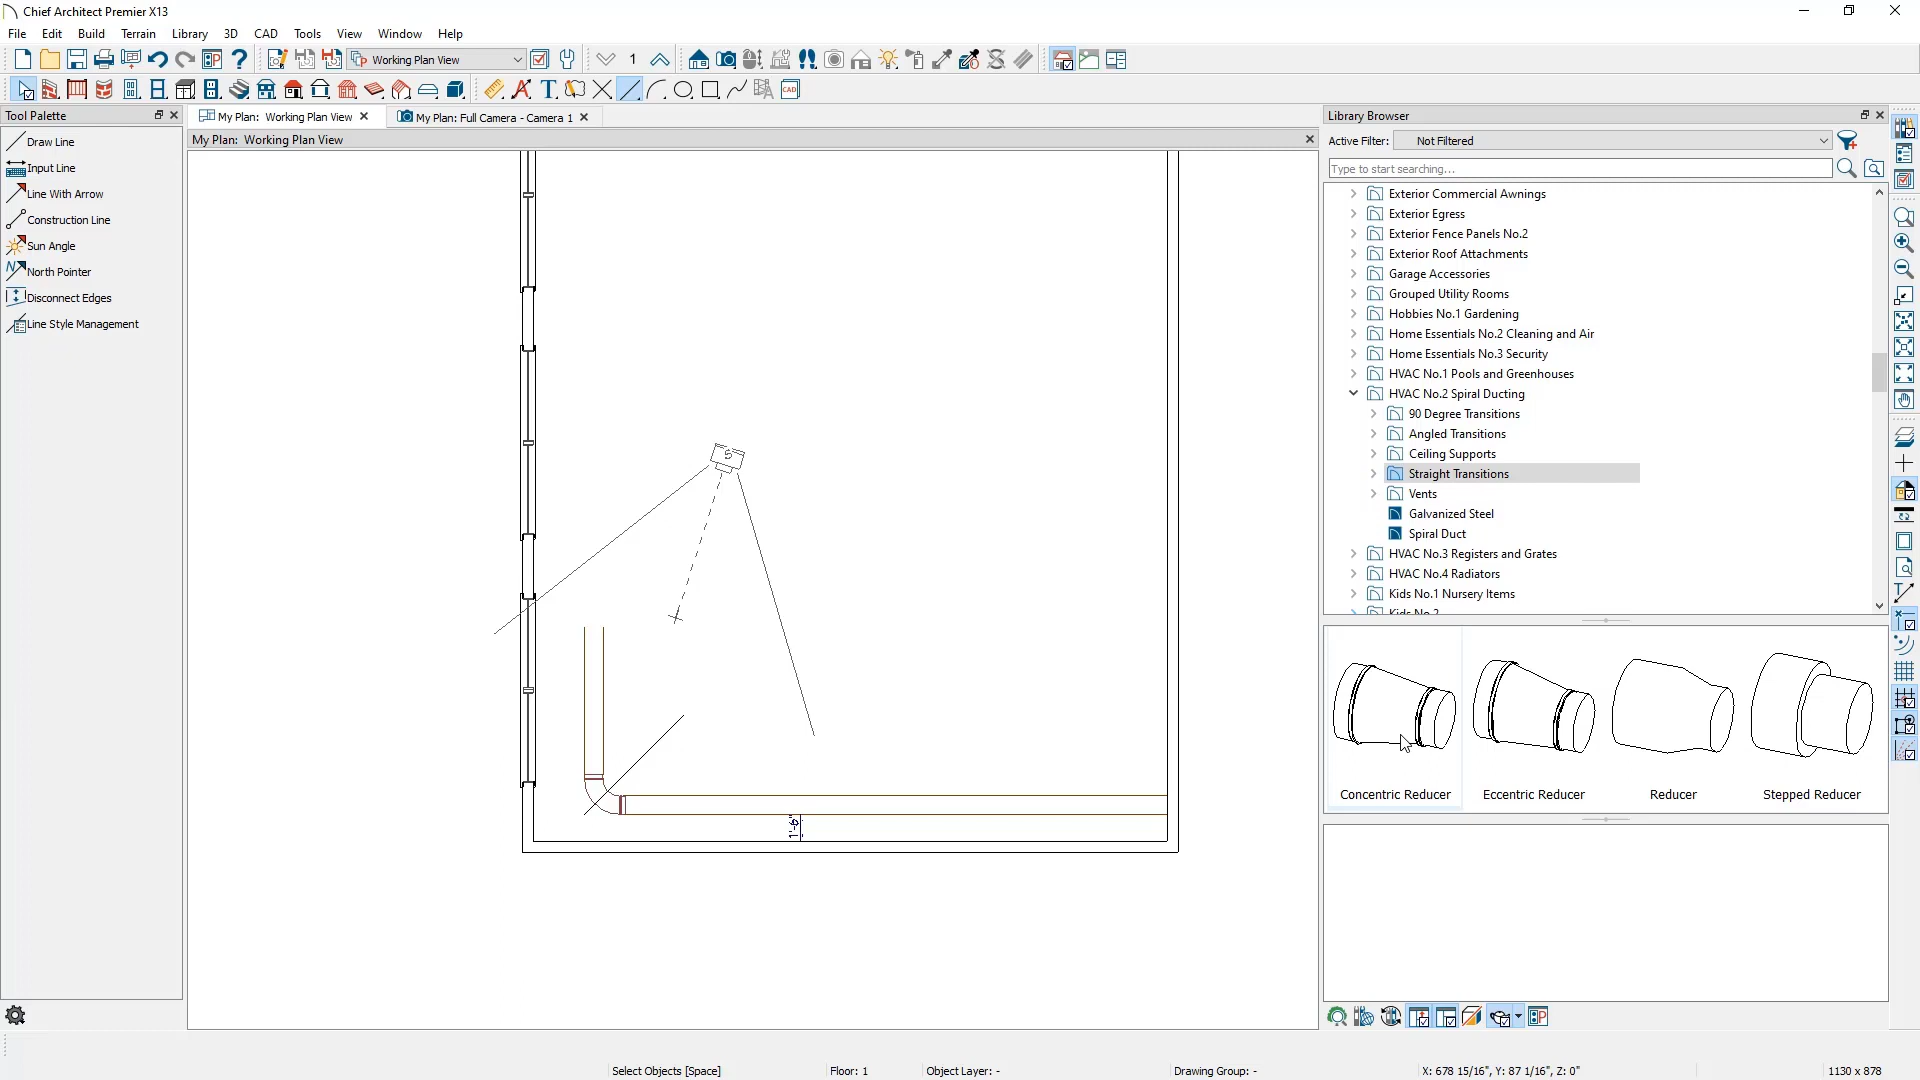 Chief Architect Premier X13
File Edit Build Terrain Library 3D CAD Tools Window View Help
Working Plan View 1
CAD
Tool Palette
Draw Line
Input Line
Line With Arrow
Construction Line
Sun Angle
North Pointer
Disconnect Edges
Line Style Management
My Plan: Working Plan View
My Plan: Full Camera - Camera 1
My Plan: Working Plan View
S
1'-6"
Library Browser
Active Filter: Not Filtered
Type to start searching...
Exterior Commercial Awnings
Exterior Egress
Exterior Fence Panels No.2
Exterior Roof Attachments
Garage Accessories
Grouped Utility Rooms
Hobbies No.1 Gardening
Home Essentials No.2 Cleaning and Air
Home Essentials No.3 Security
HVAC No.1 Pools and Greenhouses
HVAC No.2 Spiral Ducting
90 Degree Transitions
Angled Transitions
Ceiling Supports
Straight Transitions
Vents
Galvanized Steel
Spiral Duct
HVAC No.3 Registers and Grates
HVAC No.4 Radiators
Kids No.1 Nursery Items
Kids No.2
Concentric Reducer
Eccentric Reducer
Reducer
Stepped Reducer
Select Objects [Space] Floor: 1 Object Layer: - Drawing Group: - X: 678 15/16", Y: 87 1/16", Z: 0" 1130 x 878